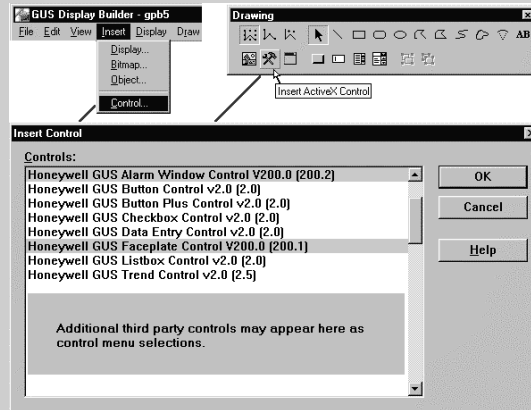 GUS Display Builder - gpb5
File Edit View Insert Display Draw
Display...
Bitmap...
Object...
Control...
Drawing
AB
Insert ActiveX Control
Insert Control
Controls:
Honeywell GUS Alarm Window Control V200.0 (200.2)
Honeywell GUS Button Control v2.0 (2.0)
Honeywell GUS Button Plus Control v2.0 (2.0)
Honeywell GUS Checkbox Control v2.0 (2.0)
Honeywell GUS Data Entry Control v2.0 (2.0)
Honeywell GUS Faceplate Control V200.0 (200.1)
Honeywell GUS Listbox Control v2.0 (2.0)
Honeywell GUS Trend Control v2.0 (2.5)
Additional third party controls may appear here as
control menu selections.
OK
Cancel
Help